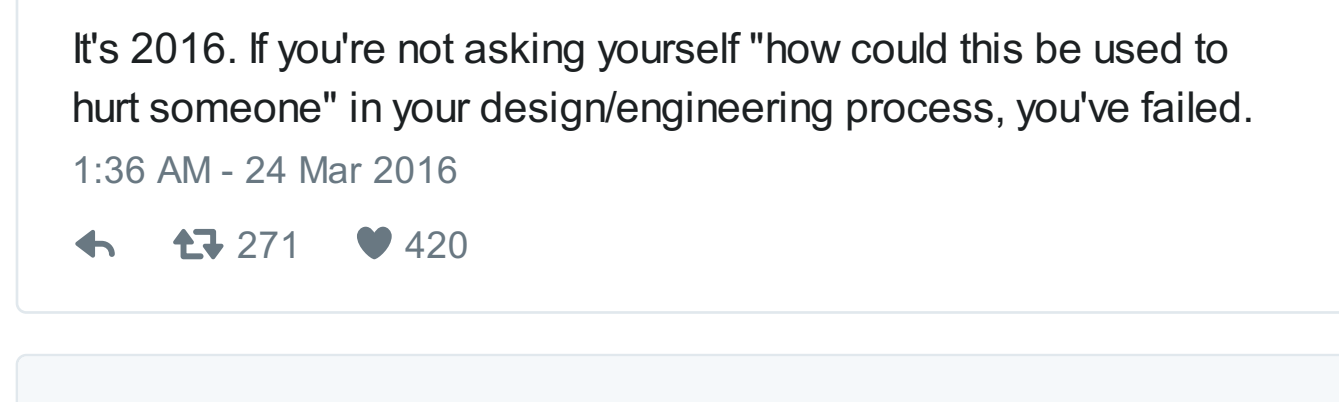 It's 2016. If you're not asking yourself "how could this be used to
hurt someone" in your design/engineering process, you've failed.
1:36 AM - 24 Mar 2016
271 420